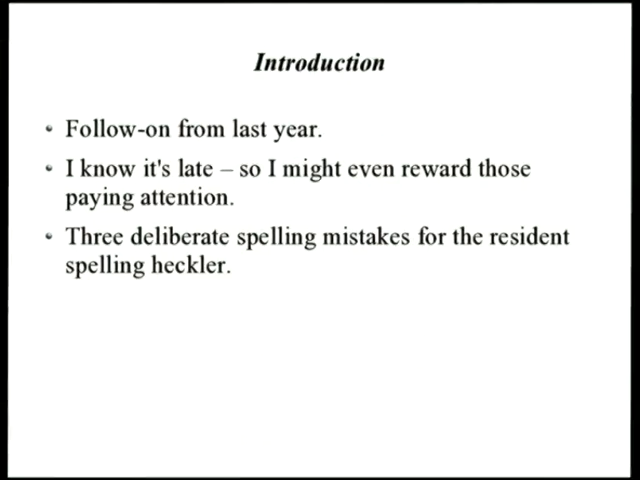 Introduction
• Follow-on from last year.
• I know it's late – so I might even reward those
paying attention.
• Three deliberate spelling mistakes for the resident
spelling heckler.